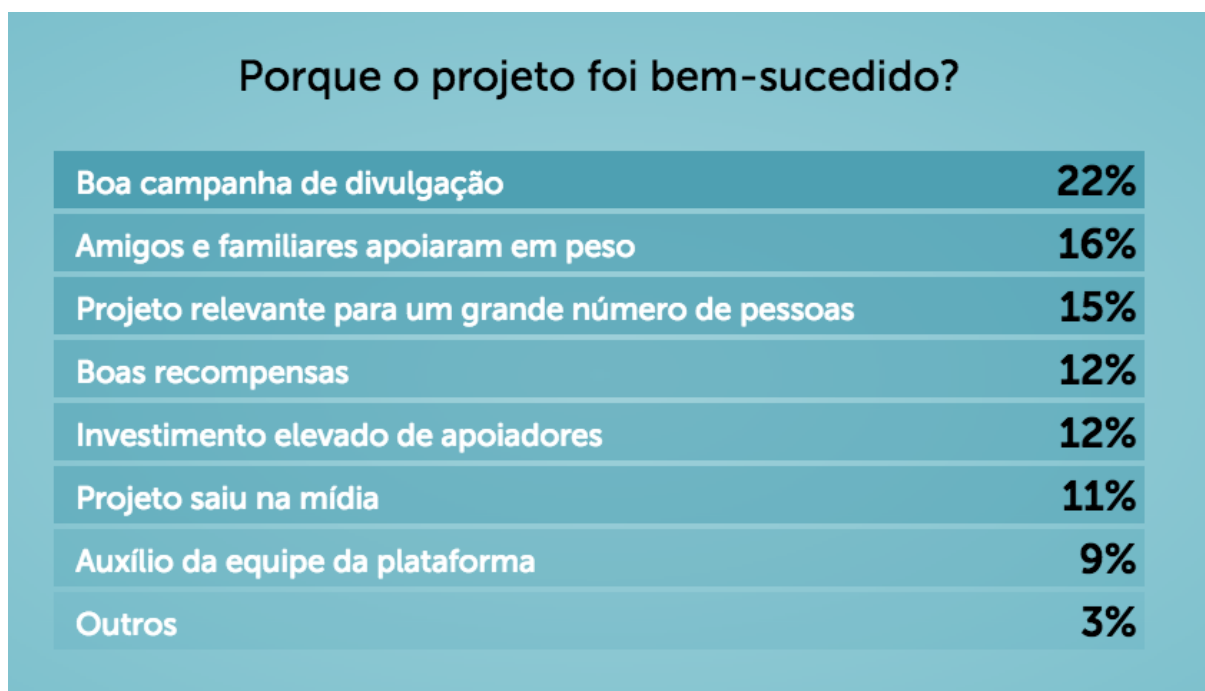 Porque o projeto foi bem-sucedido?
Boa campanha de divulgação 22%
Amigos e familiares apoiaram em peso 16%
Projeto relevante para um grande número de pessoas 15%
Boas recompensas 12%
Investimento elevado de apoiadores 12%
Projeto saiu na mídia 11%
Auxílio da equipe da plataforma 9%
Outros 3%